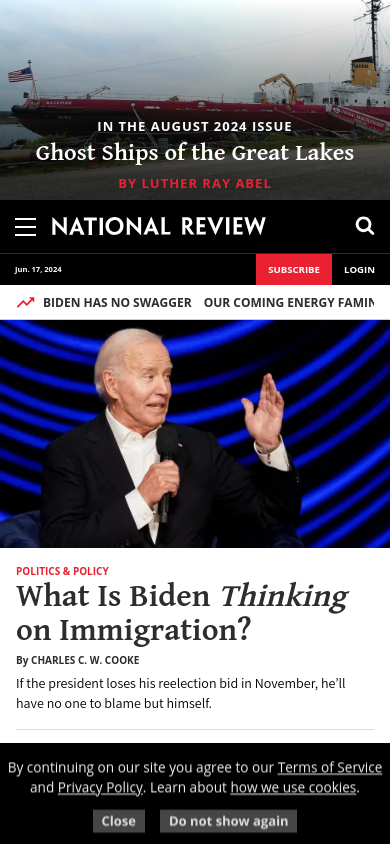 IN THE AUGUST 2024 ISSUE
Ghost Ships of the Great Lakes
BY LUTHER RAY ABEL
NATIONAL REVIEW
Jun. 17, 2024
SUBSCRIBE
LOGIN
BIDEN HAS NO SWAGGER OUR COMING ENERGY FAMIN
POLITICS & POLICY
What Is Biden Thinking
on Immigration?
By CHARLES C. W. COOKE
If the president loses his reelection bid in November, he’ll
have no one to blame but himself.
By continuing on our site you agree to our Terms of Service
and Privacy Policy. Learn about how we use cookies.
Close
Do not show again